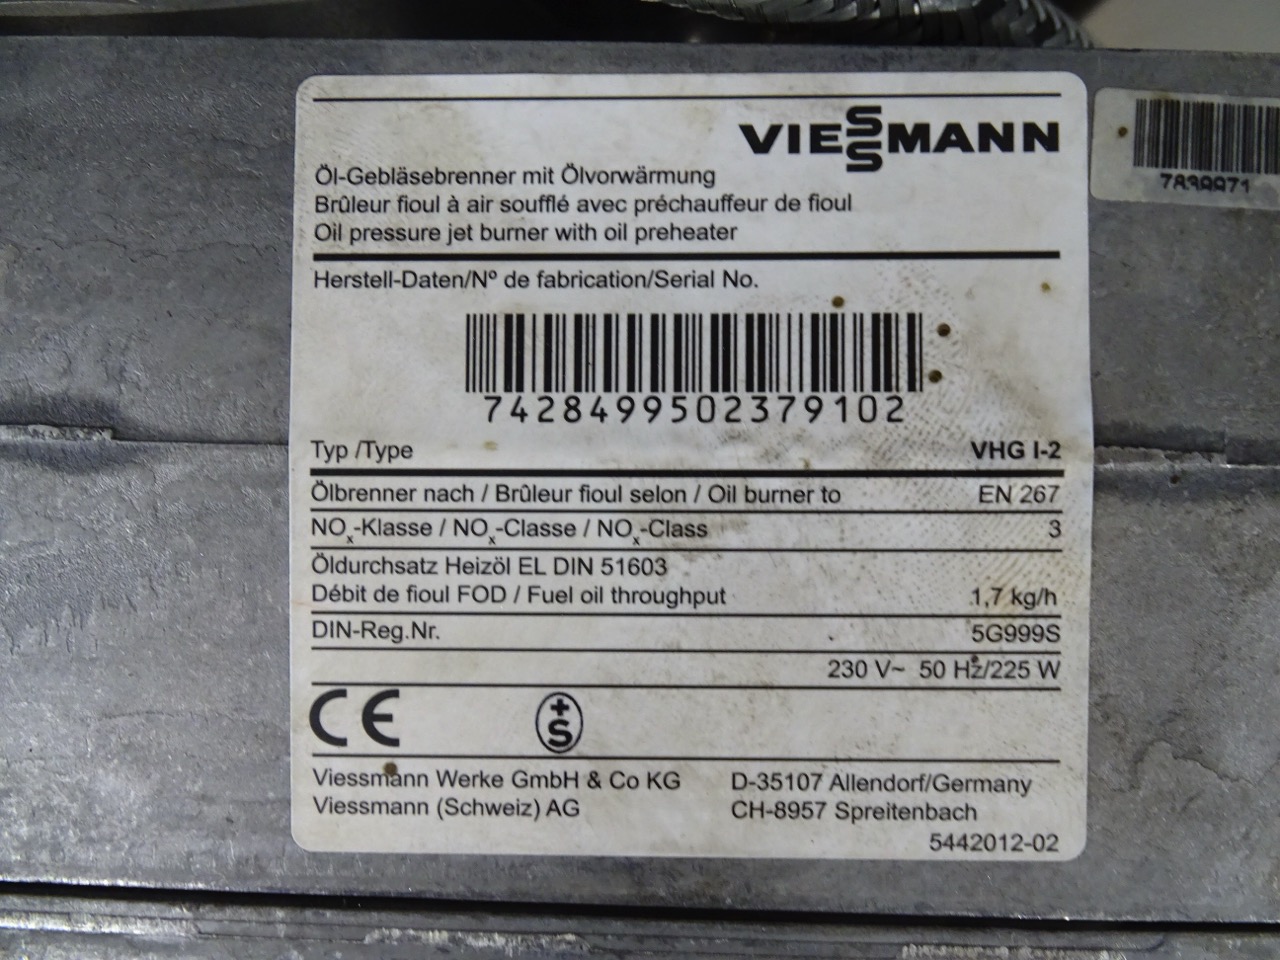 VIESSMANN
Öl-Gebläsebrenner mit Ölvorwärmung
Brûleur fioul à air soufflé avec préchauffeur de fioul
Oil pressure jet burner with oil preheater
Herstell-Daten/Nº de fabrication/Serial No.
7428499502379102
Typ /Type VHG I-2
Ölbrenner nach / Brûleur fioul selon / Oil burner to EN 267
NOx-Klasse / NOx-Classe / NOx-Class 3
Öldurchsatz Heizöl EL DIN 51603
Débit de fioul FOD / Fuel oil throughput 1,7 kg/h
DIN-Reg.Nr. 5G999S
230 V~ 50 Hz/225 W
CE +S
Viessmann Werke GmbH & Co KG D-35107 Allendorf/Germany
Viessmann (Schweiz) AG CH-8957 Spreitenbach
5442012-02